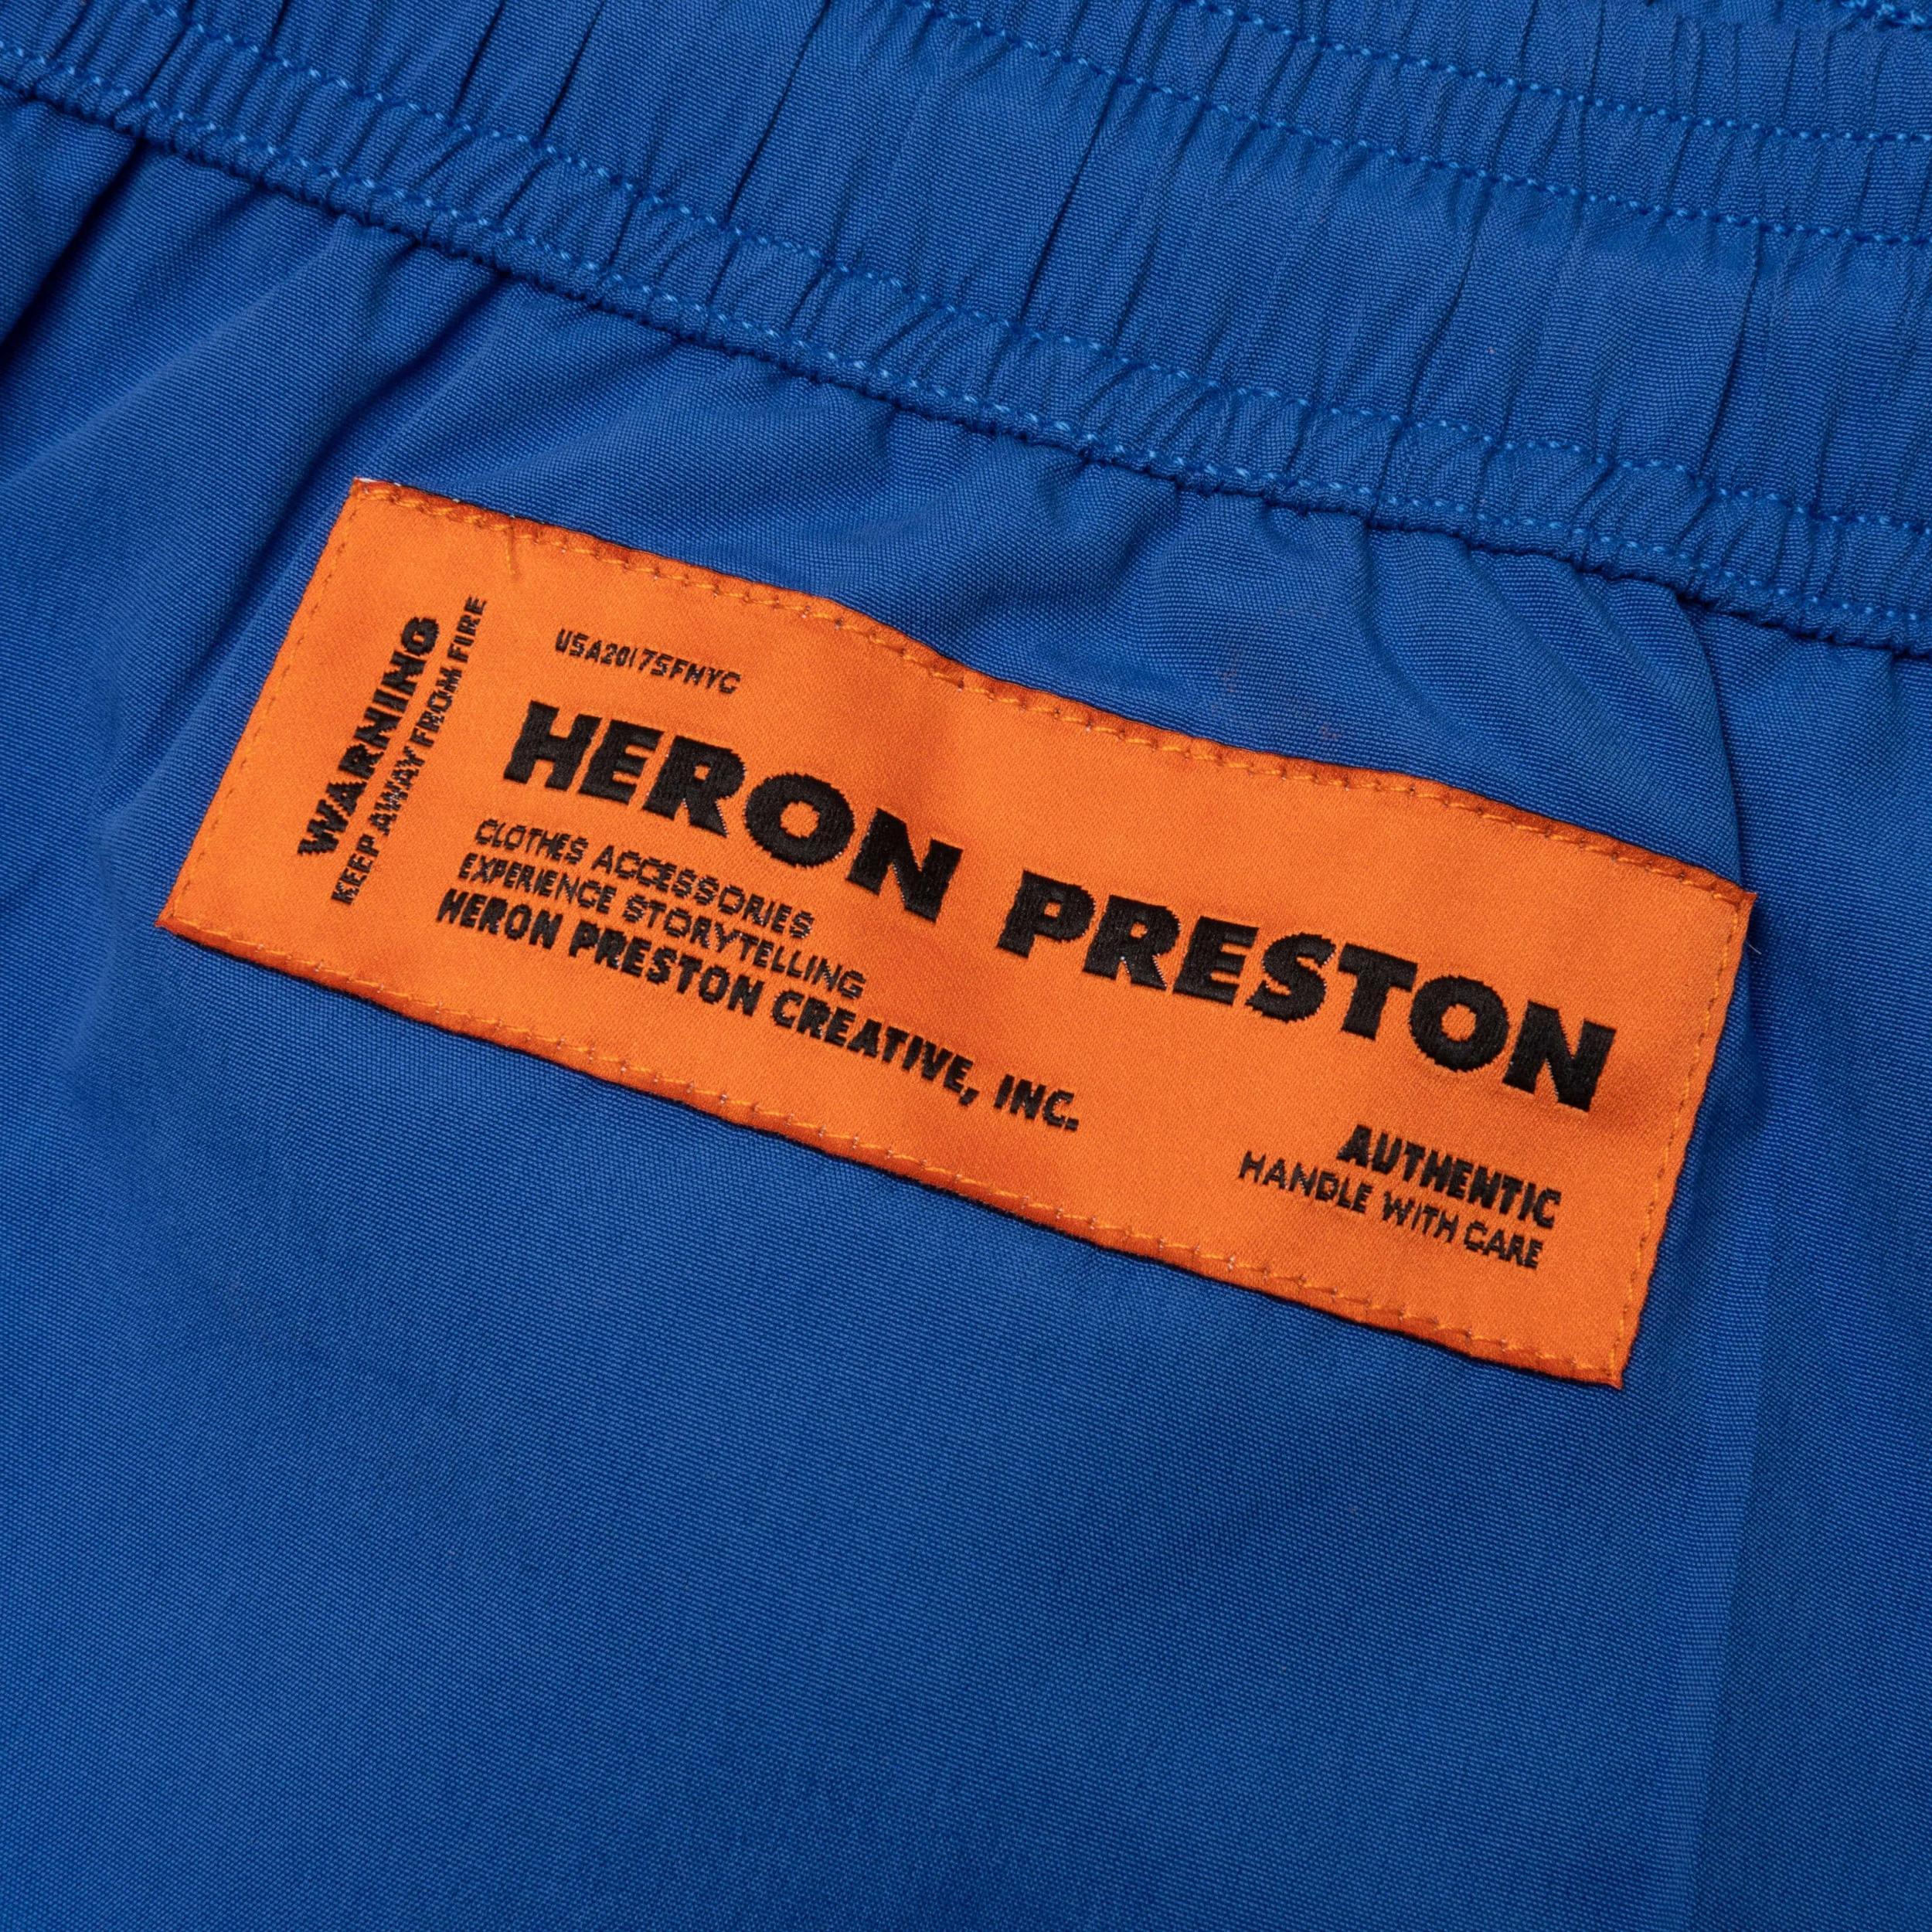 WARNING
KEEP AWAY FROM FIRE
USA2017SFNYC
HERON PRESTON
CLOTHES ACCESSORIES
EXPERIENCE STORYTELLING
HERON PRESTON CREATIVE, INC.
AUTHENTIC
HANDLE WITH CARE